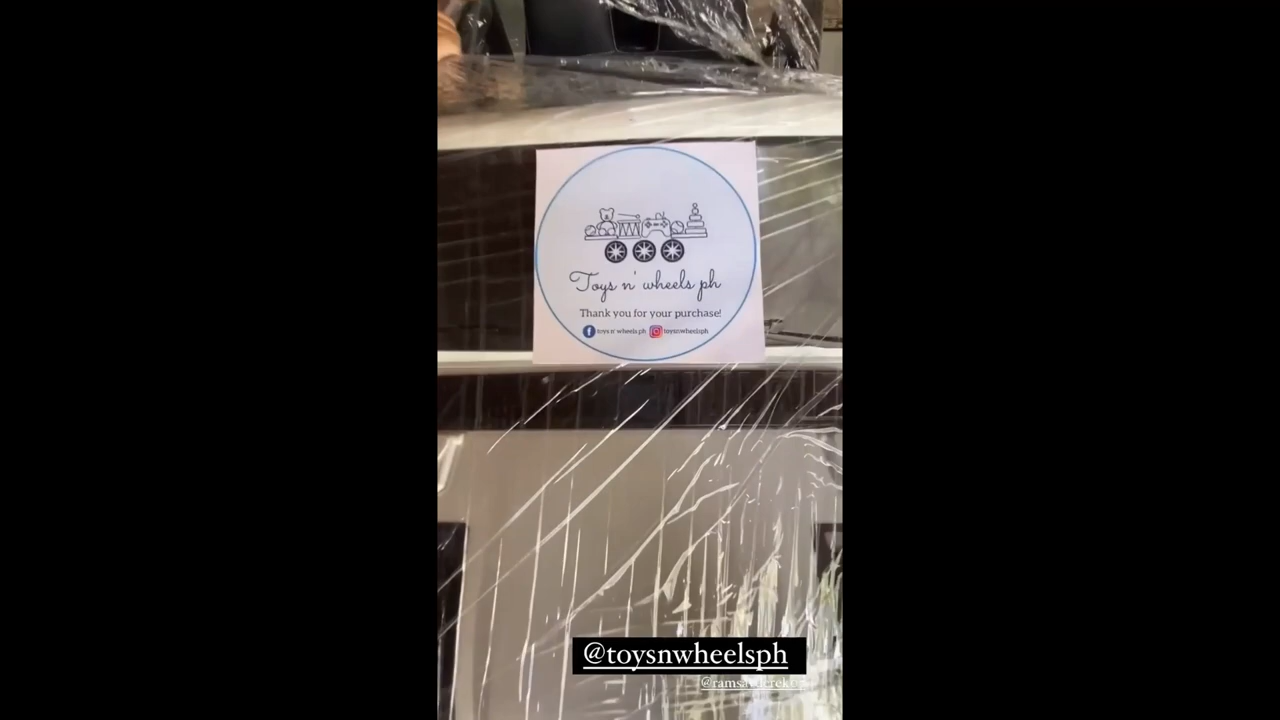 Toys n' wheels ph
Thank you for your purchase!
toys n' wheels ph toysnwheelsph
@toysnwheelsph